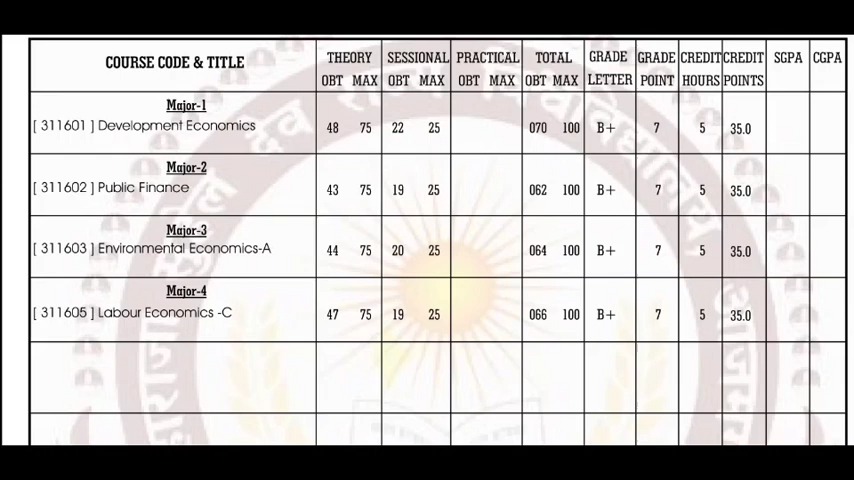 COURSE CODE & TITLE THEORY SESSIONAL PRACTICAL TOTAL GRADE GRADE CREDIT CREDIT SGPA CGPA
OBT MAX OBT MAX OBT MAX OBT MAX LETTER POINT HOURS POINTS
Major-1
[ 311601 ] Development Economics 48 75 22 25 070 100 B+ 7 5 35.0
Major-2
[ 311602 ] Public Finance 43 75 19 25 062 100 B+ 7 5 35.0
Major-3
[ 311603 ] Environmental Economics-A 44 75 20 25 064 100 B+ 7 5 35.0
Major-4
[ 311605 ] Labour Economics -C 47 75 19 25 066 100 B+ 7 5 35.0